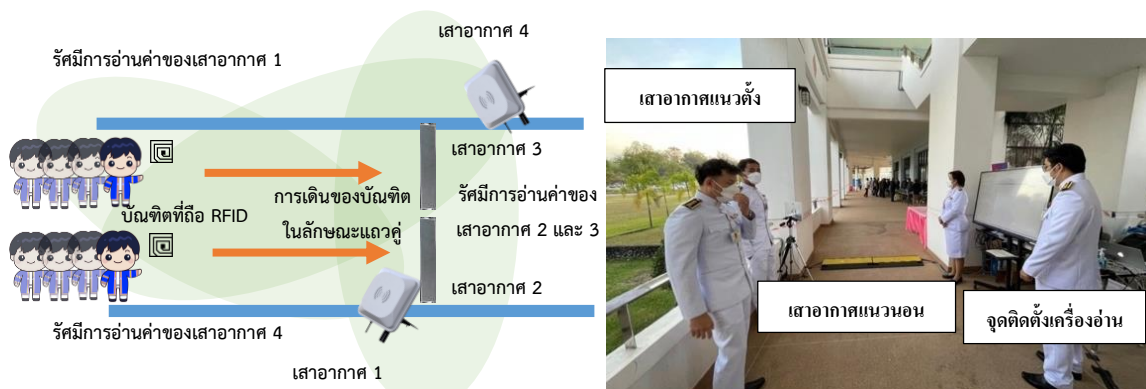 เสาอากาศ 4
รัศมีการอ่านค่าของเสาอากาศ 1
เสาอากาศ 3
การเดินของบัณฑิต
รัศมีการอ่านค่าของ
บัณฑิตที่ถือ RFID
ในลักษณะแถวคู่
เสาอากาศ 2 และ 3
เสาอากาศ 2
รัศมีการอ่านค่าของเสาอากาศ 4
เสาอากาศ 1
เสาอากาศแนวตั้ง
เสาอากาศแนวนอน
จุดติดตั้งเครื่องอ่าน